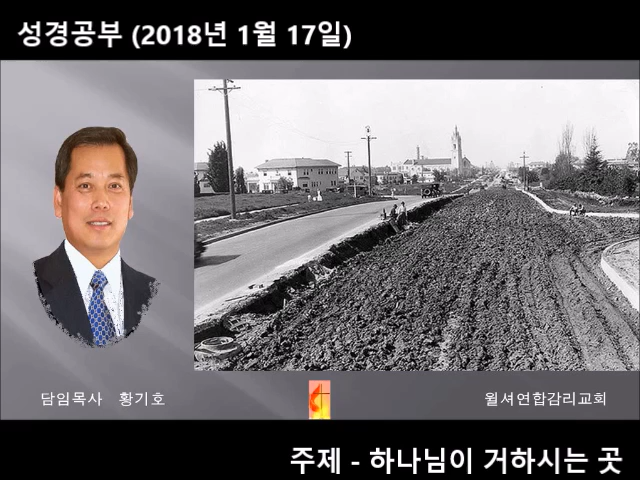 성경공부 (2018년 1월 17일)
담임목사 황기호
윌셔연합감리교회
주제 - 하나님이 거하시는 곳